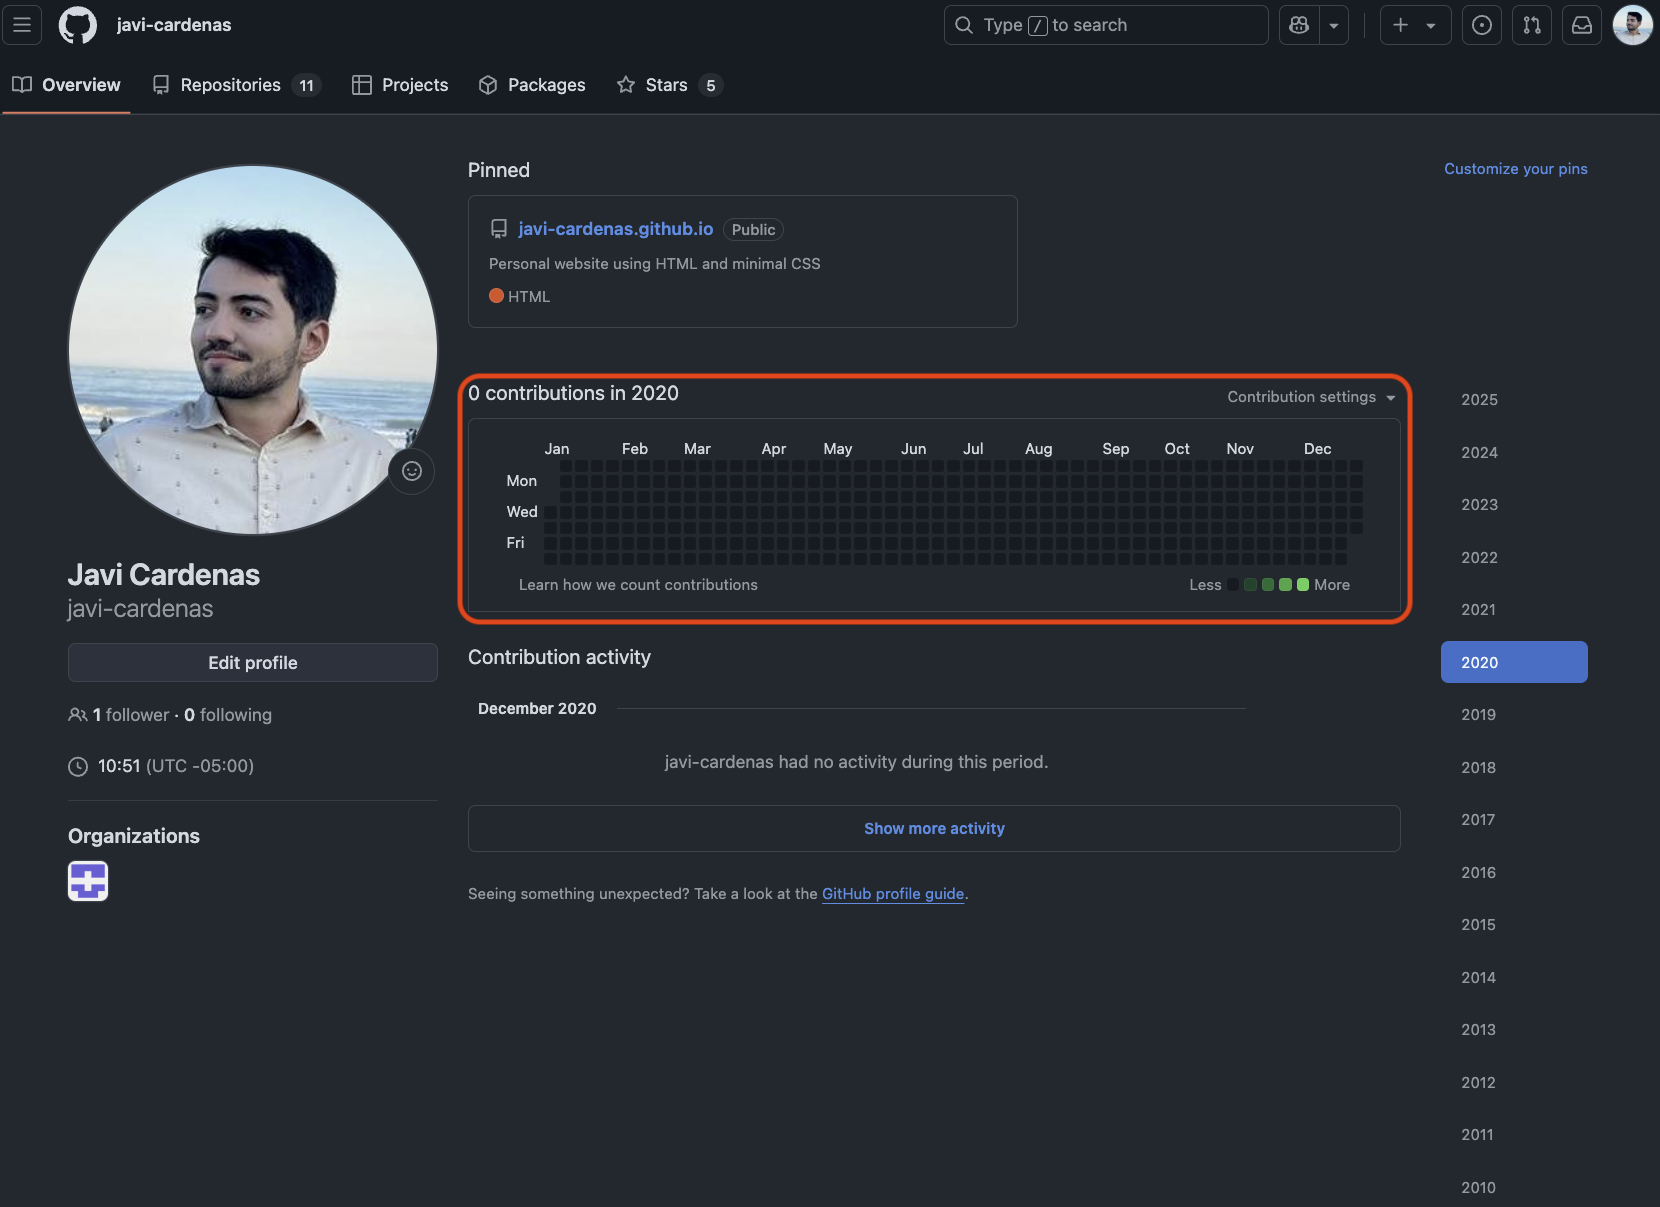 javi-cardenas
Type / to search
Overview
Repositories 11
Projects
Packages
Stars 5
Pinned
Customize your pins
javi-cardenas.github.io Public
Personal website using HTML and minimal CSS
HTML
0 contributions in 2020
Contribution settings
Jan Feb Mar Apr May Jun Jul Aug Sep Oct Nov Dec
Mon
Wed
Fri
Learn how we count contributions
Less More
Javi Cardenas
javi-cardenas
Edit profile
1 follower · 0 following
10:51 (UTC -05:00)
Organizations
Contribution activity
December 2020
javi-cardenas had no activity during this period.
Show more activity
Seeing something unexpected? Take a look at the GitHub profile guide.
2025
2024
2023
2022
2021
2020
2019
2018
2017
2016
2015
2014
2013
2012
2011
2010